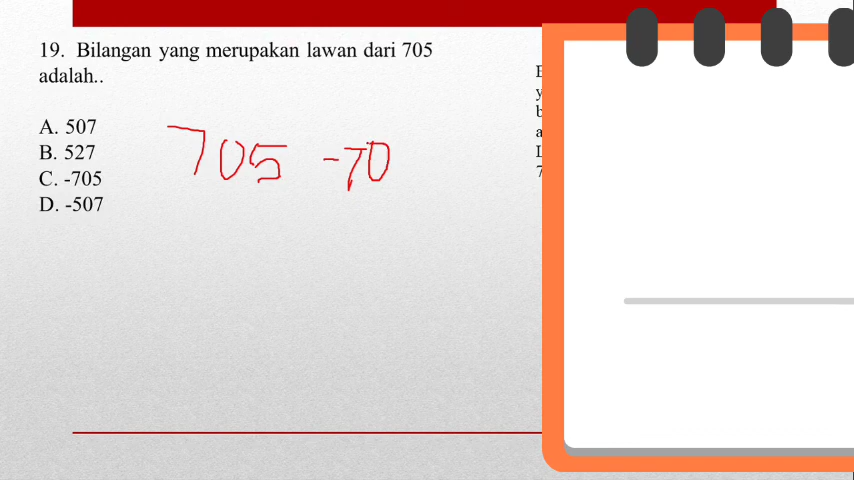 19. Bilangan yang merupakan lawan dari 705
adalah..
A. 507
B. 527
C. -705
D. -507
705 -70